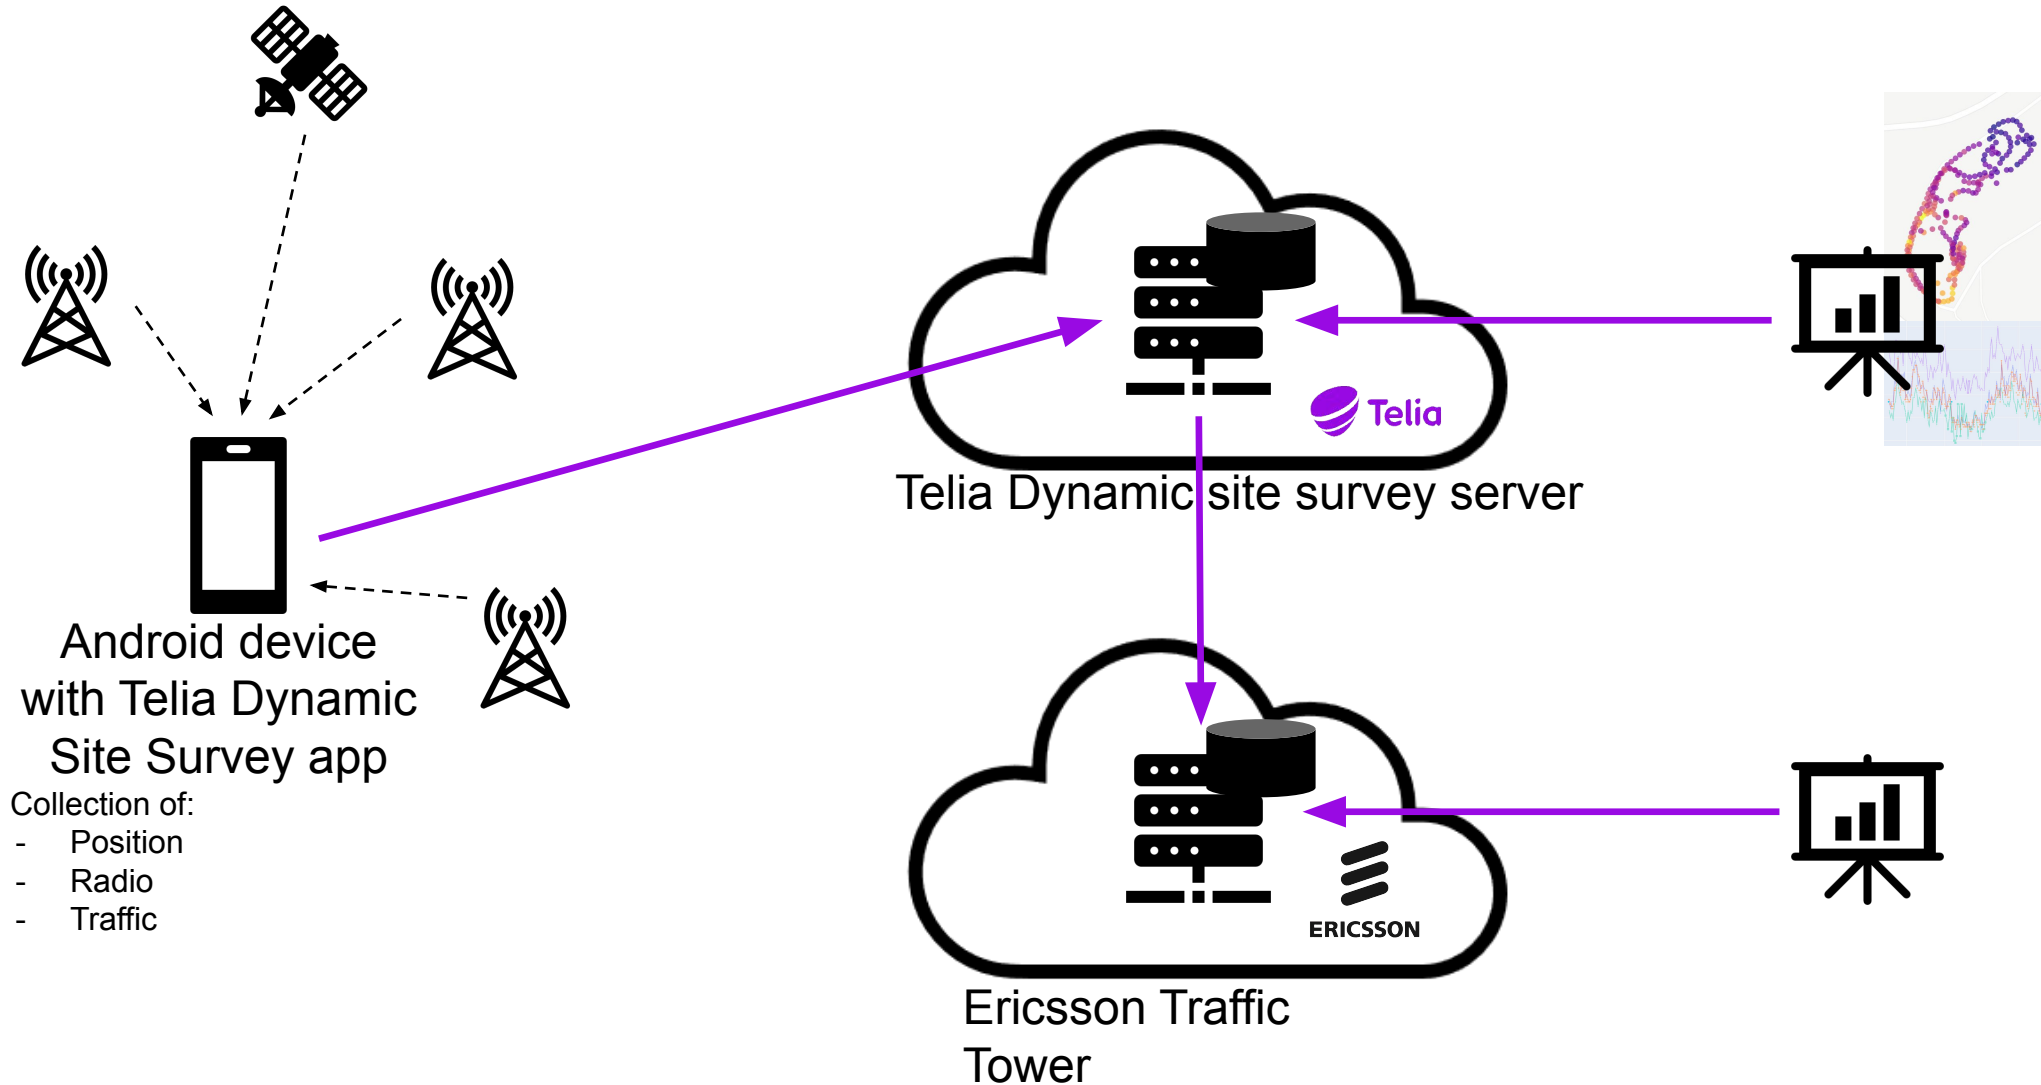 Telia
Telia Dynamic site survey server
Android device
with Telia Dynamic
Site Survey app
Collection of:
- Position
- Radio
- Traffic
ERICSSON
Ericsson Traffic
Tower